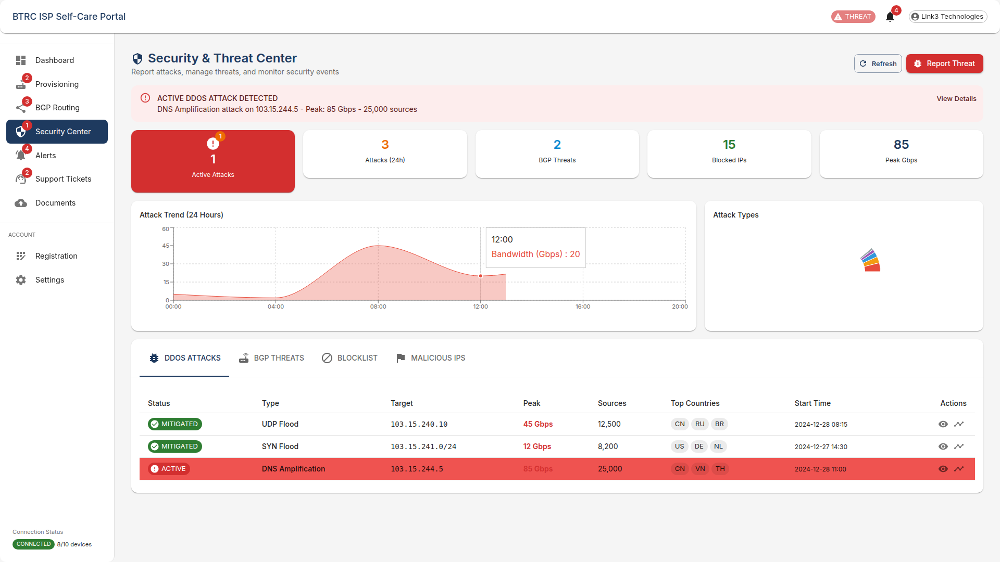 BTRC ISP Self-Care Portal
THREAT
4
Link3 Technologies
Dashboard
2
Provisioning
3
BGP Routing
1
Security Center
4
Alerts
2
Support Tickets
Documents
ACCOUNT
Registration
Settings
Connection Status
CONNECTED 8/10 devices
Security & Threat Center
Report attacks, manage threats, and monitor security events
Refresh
Report Threat
ACTIVE DDOS ATTACK DETECTED
DNS Amplification attack on 103.15.244.5 - Peak: 85 Gbps - 25,000 sources
View Details
1
1
Active Attacks
3
Attacks (24h)
2
BGP Threats
15
Blocked IPs
85
Peak Gbps
Attack Trend (24 Hours)
60
45
30
15
0
00:00 04:00 08:00 12:00 16:00 20:00
12:00
Bandwidth (Gbps) : 20
Attack Types
DDOS ATTACKS BGP THREATS BLOCKLIST MALICIOUS IPS
Status Type Target Peak Sources Top Countries Start Time Actions
MITIGATED UDP Flood 103.15.240.10 45 Gbps 12,500 CN RU BR 2024-12-28 08:15
MITIGATED SYN Flood 103.15.241.0/24 12 Gbps 8,200 US DE NL 2024-12-27 14:30
ACTIVE DNS Amplification 103.15.244.5 85 Gbps 25,000 CN VN TH 2024-12-28 11:00